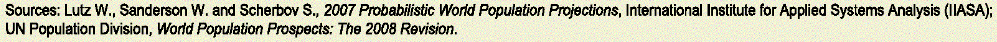 Sources: Lutz W., Sanderson W. and Scherbov S., 2007 Probabilistic World Population Projections, International Institute for Applied Systems Analysis (IIASA);
UN Population Division, World Population Prospects: The 2008 Revision.